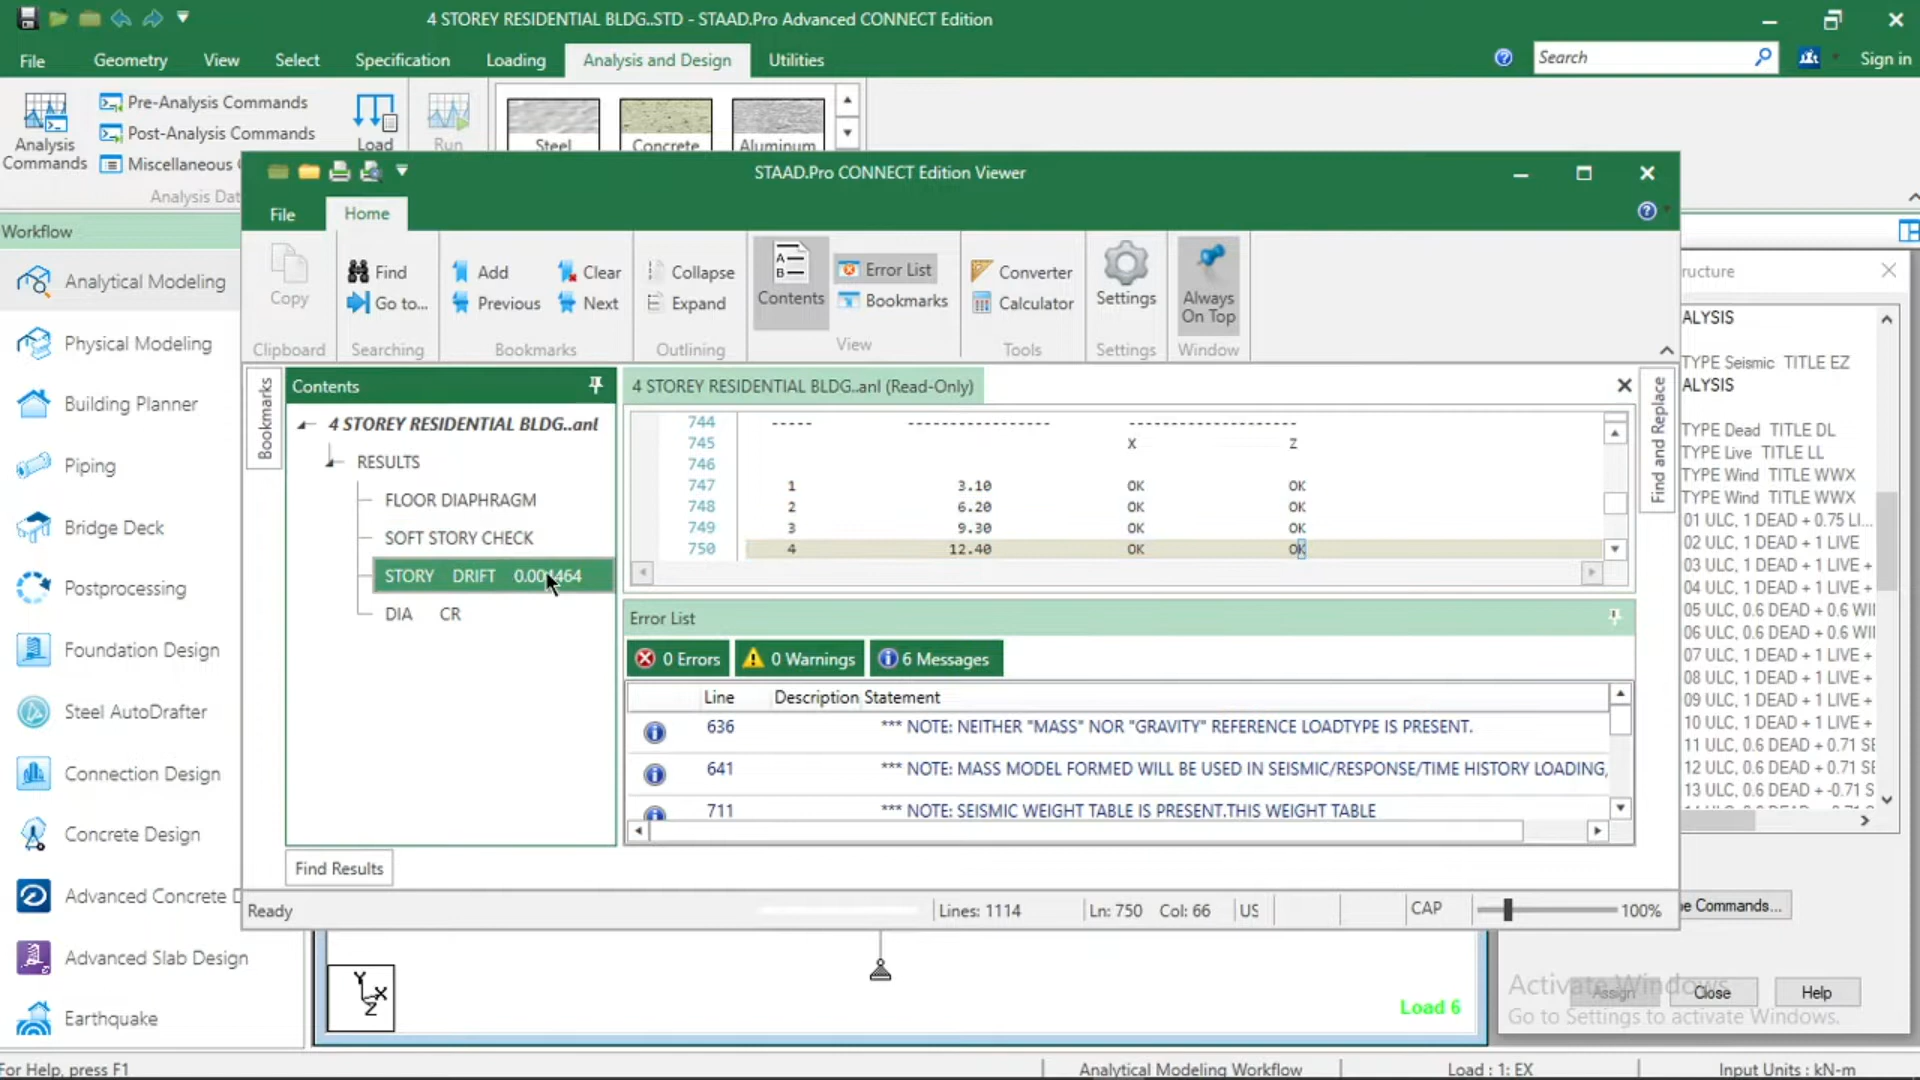 4 STOREY RESIDENTIAL BLDG..STD - STAAD.Pro Advanced CONNECT Edition
File Geometry View Select Specification Loading Analysis and Design Utilities
Search
Sign in
Analysis Commands
Pre-Analysis Commands
Post-Analysis Commands
Miscellaneous
Load
Run
Steel
Concrete
Aluminum
Analysis Dat
STAAD.Pro CONNECT Edition Viewer
File Home
Copy
Clipboard
Find
Go to...
Searching
Add
Clear
Previous
Next
Bookmarks
Collapse
Expand
Outlining
Contents
Error List
Bookmarks
View
Converter
Calculator
Tools
Settings
Settings
Always On Top
Window
Workflow
Analytical Modeling
Physical Modeling
Building Planner
Piping
Bridge Deck
Postprocessing
Foundation Design
Steel AutoDrafter
Connection Design
Concrete Design
Advanced Concrete D
Advanced Slab Design
Earthquake
Bookmarks
Contents
4 STOREY RESIDENTIAL BLDG..anl
RESULTS
FLOOR DIAPHRAGM
SOFT STORY CHECK
STORY DRIFT
DIA CR
Find Results
4 STOREY RESIDENTIAL BLDG..anl (Read-Only)
744 ----- ---------------- -------------------
745 X Z
746
747 1 3.10 OK OK
748 2 6.20 OK OK
749 3 9.30 OK OK
750 4 12.40 OK OK
Find and Replace
Error List
0 Errors
0 Warnings
6 Messages
Line Description Statement
636 *** NOTE: NEITHER "MASS" NOR "GRAVITY" REFERENCE LOADTYPE IS PRESENT.
641 *** NOTE: MASS MODEL FORMED WILL BE USED IN SEISMIC/RESPONSE/TIME HISTORY LOADING,
711 *** NOTE: SEISMIC WEIGHT TABLE IS PRESENT.THIS WEIGHT TABLE
Ready
Lines: 1114
Ln: 750 Col: 66
US
CAP
100%
ructure
ALYSIS
TYPE Seismic TITLE EZ
ALYSIS
TYPE Dead TITLE DL
TYPE Live TITLE LL
TYPE Wind TITLE WWX
TYPE Wind TITLE WWX
01 ULC, 1 DEAD + 0.75 LI...
02 ULC, 1 DEAD + 1 LIVE
03 ULC, 1 DEAD + 1 LIVE +
04 ULC, 1 DEAD + 1 LIVE +
05 ULC, 0.6 DEAD + 0.6 WI
06 ULC, 0.6 DEAD + 0.6 WI
07 ULC, 1 DEAD + 1 LIVE +
08 ULC, 1 DEAD + 1 LIVE +
09 ULC, 1 DEAD + 1 LIVE +
10 ULC, 1 DEAD + 1 LIVE +
11 ULC, 0.6 DEAD + 0.71 SE
12 ULC, 0.6 DEAD + 0.71 SE
13 ULC, 0.6 DEAD + -0.71 S
e Commands...
Assign
Close
Help
Activate Windows
Go to Settings to activate Windows.
Y
X
Z
Load 6
For Help, press F1
Analytical Modeling Workflow
Load : 1: EX
Input Units : kN-m